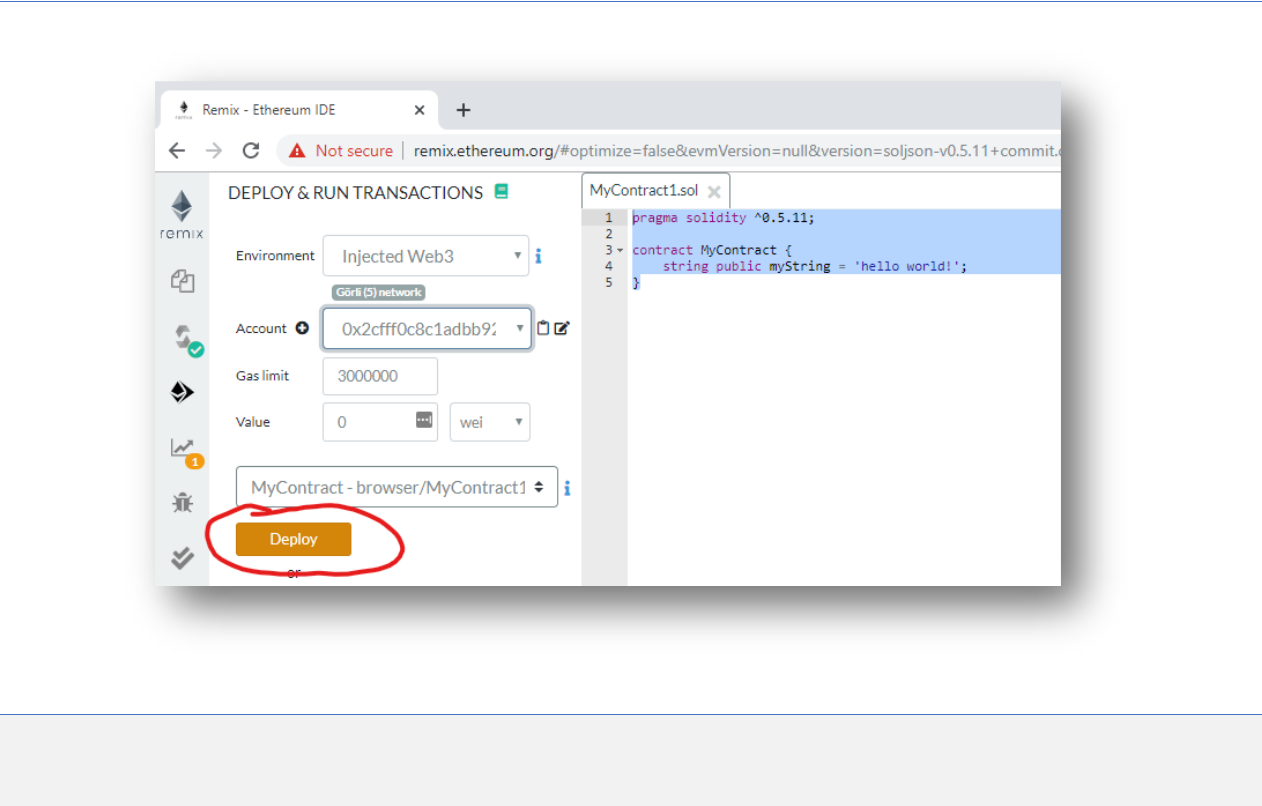 Remix - Ethereum IDE
Not secure | remix.ethereum.org/#optimize=false&evmVersion=null&version=soljson-v0.5.11+commit.
remix
DEPLOY & RUN TRANSACTIONS
Environment Injected Web3
Görli (5) network
Account 0x2cfff0c8c1adbb92
Gas limit 3000000
Value 0 wei
MyContract - browser/MyContract1
Deploy
or
1
MyContract1.sol
1 pragma solidity ^0.5.11;
2
3 contract MyContract {
4 string public myString = 'hello world!';
5 }